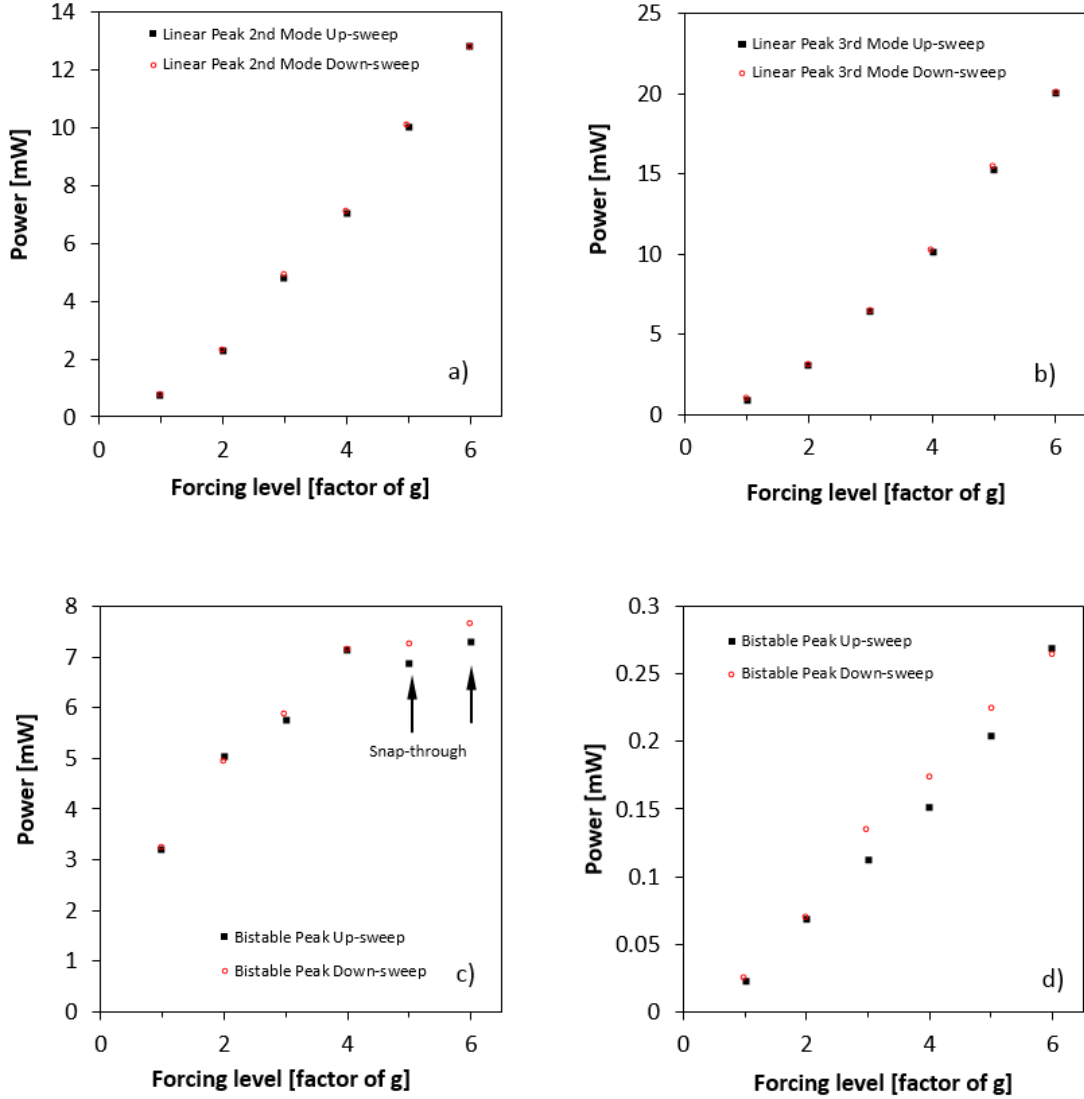 14
12
10
8
6
4
2
0
Power [mW]
Linear Peak 2nd Mode Up-sweep
Linear Peak 2nd Mode Down-sweep
a)
0 2 4 6
Forcing level [factor of g]
25
20
15
10
5
0
Power [mW]
Linear Peak 3rd Mode Up-sweep
Linear Peak 3rd Mode Down-sweep
b)
0 2 4 6
Forcing level [factor of g]
8
7
6
5
4
3
2
1
0
Power [mW]
Snap-through
Bistable Peak Up-sweep
Bistable Peak Down-sweep
c)
0 2 4 6
Forcing level [factor of g]
0.3
0.25
0.2
0.15
0.1
0.05
0
Power [mW]
Bistable Peak Up-sweep
Bistable Peak Down-sweep
d)
0 2 4 6
Forcing level [factor of g]